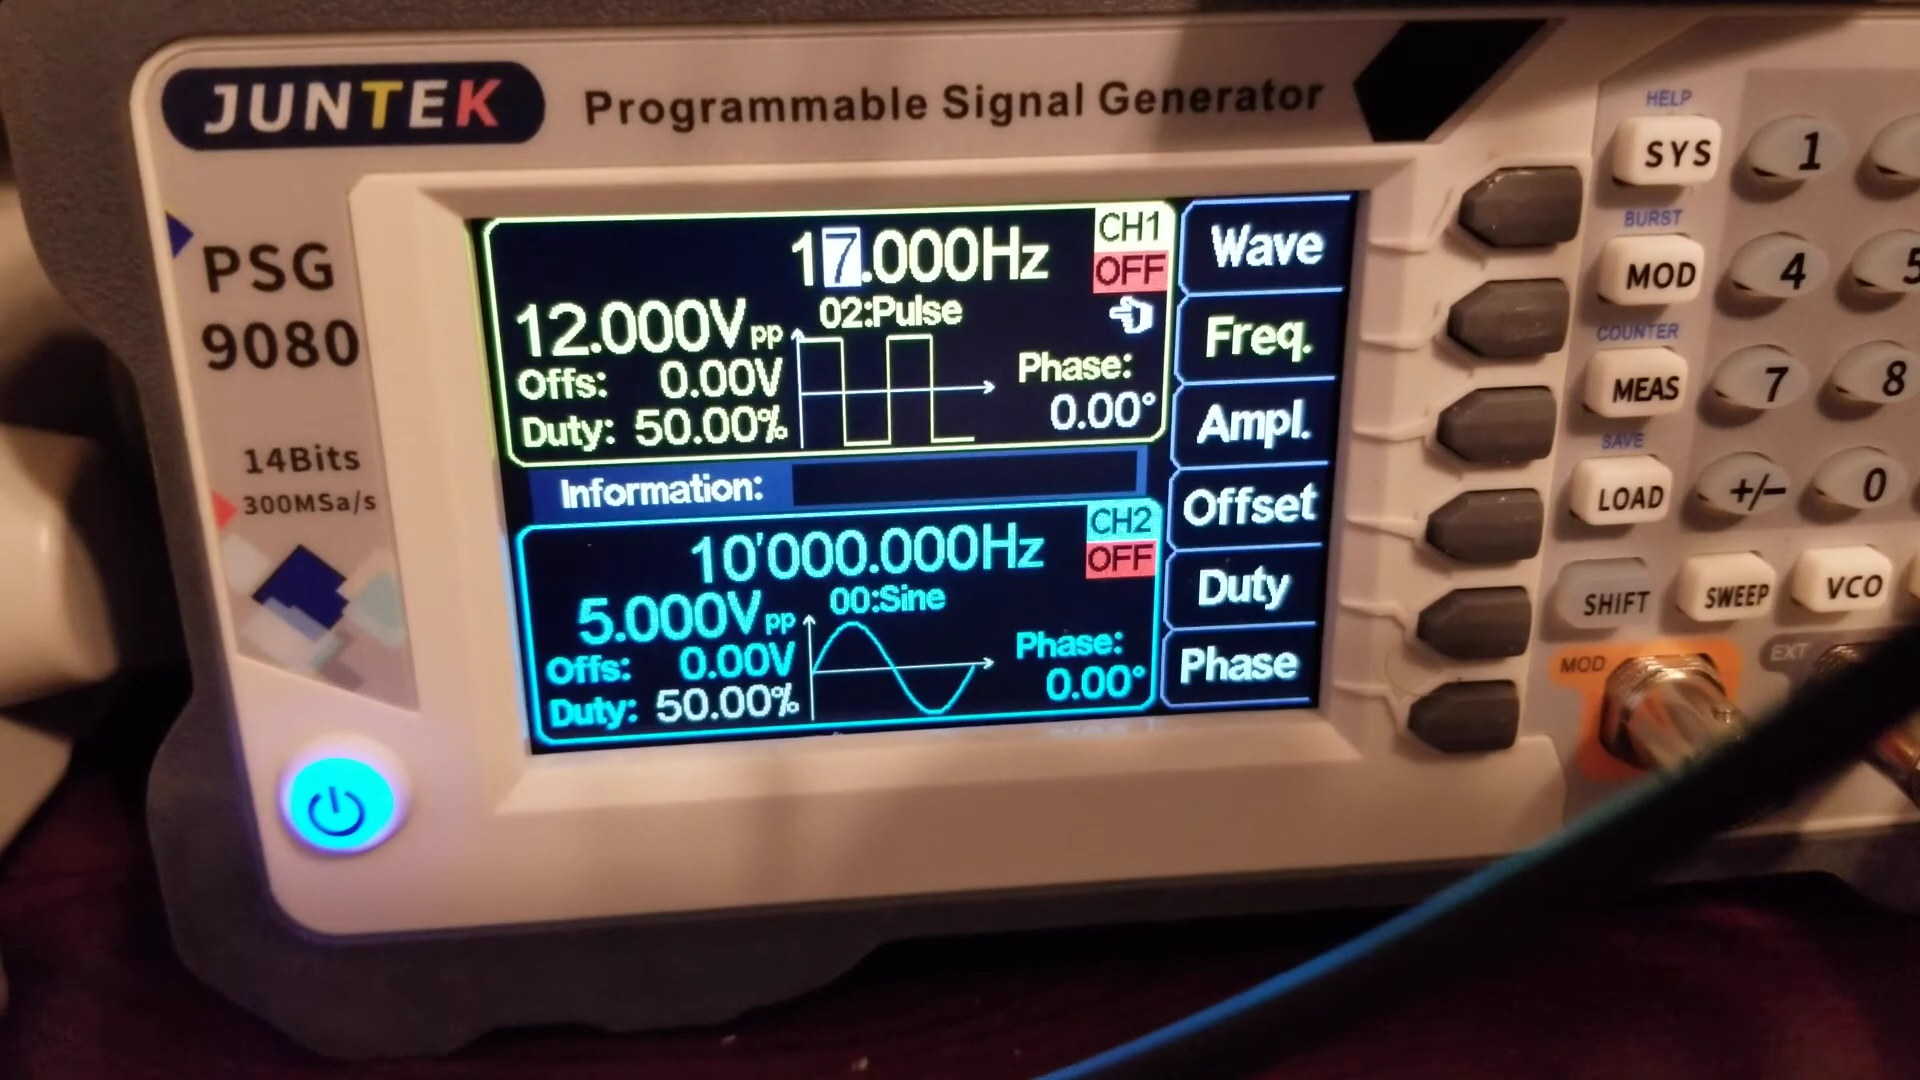 JUNTEK
Programmable Signal Generator
PSG
9080
14Bits
300MSa/s
17.000Hz
CH1
OFF
12.000Vpp
02:Pulse
Offs: 0.00V
Duty: 50.00%
Phase:
0.00°
Information:
10'000.000Hz
CH2
OFF
5.000Vpp
00:Sine
Offs: 0.00V
Duty: 50.00%
Phase:
0.00°
Wave
Freq.
Ampl.
Offset
Duty
Phase
HELP
SYS
1
BURST
MOD
4
5
COUNTER
MEAS
7
8
SAVE
LOAD
+/-
0
SHIFT
SWEEP
VCO
MOD
EXT